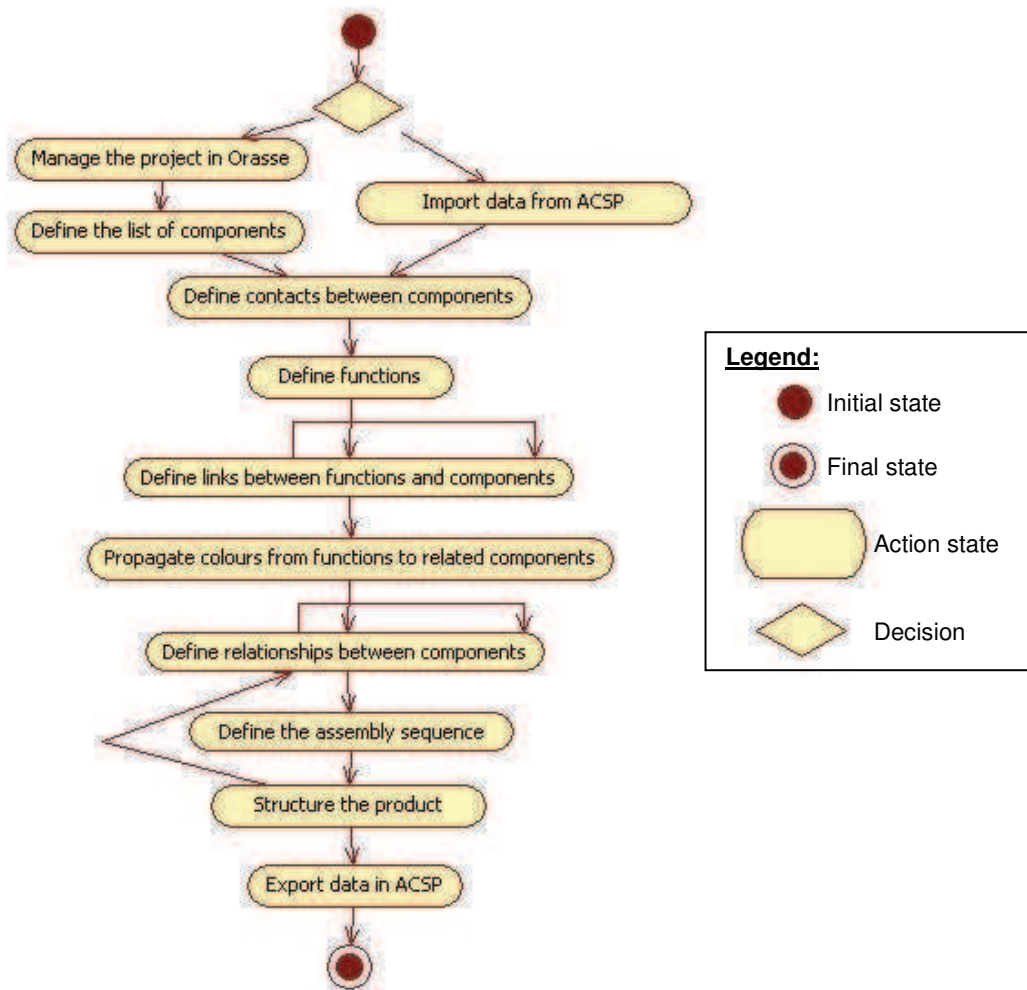 Manage the project in Orasse
Import data from ACSP
Define the list of components
Define contacts between components
Define functions
Define links between functions and components
Propagate colours from functions to related components
Define relationships between components
Define the assembly sequence
Structure the product
Export data in ACSP
Legend:
Initial state
Final state
Action state
Decision